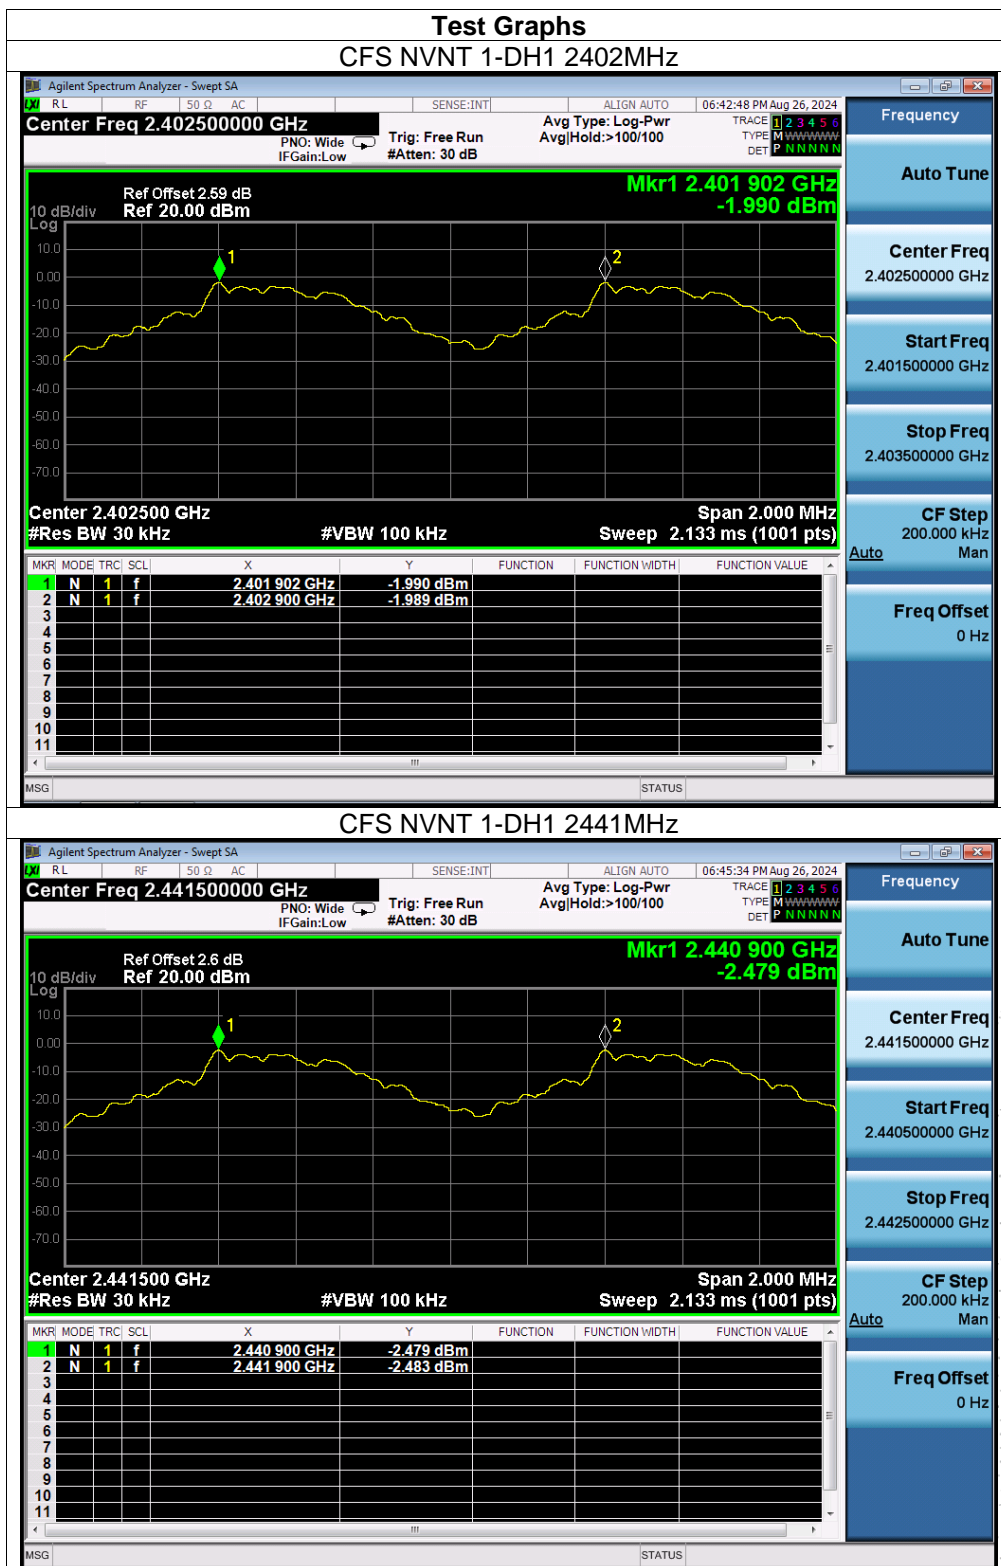 Test Graphs
CFS NVNT 1-DH1 2402MHz
Agilent Spectrum Analyzer - Swept SA
LXI RL RF 50 Ω AC SENSE:INT ALIGN AUTO 06:42:48 PM Aug 26, 2024
Center Freq 2.402500000 GHz
PNO: Wide
IFGain:Low
Trig: Free Run
#Atten: 30 dB
Avg Type: Log-Pwr
Avg|Hold:>100/100
TRACE 1 2 3 4 5 6
TYPE M WWWWW
DET P N N N N N
Frequency
Auto Tune
Center Freq
2.402500000 GHz
Start Freq
2.401500000 GHz
Stop Freq
2.403500000 GHz
CF Step
200.000 kHz
Auto Man
Freq Offset
0 Hz
Mkr1 2.401 902 GHz
-1.990 dBm
Ref Offset 2.59 dB
10 dB/div Ref 20.00 dBm
Log
10.0
0.00
-10.0
-20.0
-30.0
-40.0
-50.0
-60.0
-70.0
1
2
Center 2.402500 GHz Span 2.000 MHz
#Res BW 30 kHz #VBW 100 kHz Sweep 2.133 ms (1001 pts)
MKR MODE TRC SCL X Y FUNCTION FUNCTION WIDTH FUNCTION VALUE
1 N 1 f 2.401 902 GHz -1.990 dBm
2 N 1 f 2.402 900 GHz -1.989 dBm
3
4
5
6
7
8
9
10
11
MSG STATUS
CFS NVNT 1-DH1 2441MHz
Agilent Spectrum Analyzer - Swept SA
LXI RL RF 50 Ω AC SENSE:INT ALIGN AUTO 06:45:34 PM Aug 26, 2024
Center Freq 2.441500000 GHz
PNO: Wide
IFGain:Low
Trig: Free Run
#Atten: 30 dB
Avg Type: Log-Pwr
Avg|Hold:>100/100
TRACE 1 2 3 4 5 6
TYPE M WWWWW
DET P N N N N N
Frequency
Auto Tune
Center Freq
2.441500000 GHz
Start Freq
2.440500000 GHz
Stop Freq
2.442500000 GHz
CF Step
200.000 kHz
Auto Man
Freq Offset
0 Hz
Mkr1 2.440 900 GHz
-2.479 dBm
Ref Offset 2.6 dB
10 dB/div Ref 20.00 dBm
Log
10.0
0.00
-10.0
-20.0
-30.0
-40.0
-50.0
-60.0
-70.0
1
2
Center 2.441500 GHz Span 2.000 MHz
#Res BW 30 kHz #VBW 100 kHz Sweep 2.133 ms (1001 pts)
MKR MODE TRC SCL X Y FUNCTION FUNCTION WIDTH FUNCTION VALUE
1 N 1 f 2.440 900 GHz -2.479 dBm
2 N 1 f 2.441 900 GHz -2.483 dBm
3
4
5
6
7
8
9
10
11
MSG STATUS